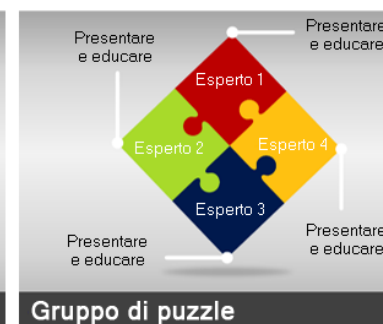 Presentare
e educare
Presentare
e educare
Esperto 1
Esperto 2
Esperto 4
Esperto 3
Presentare
e educare
Presentare
e educare
Gruppo di puzzle